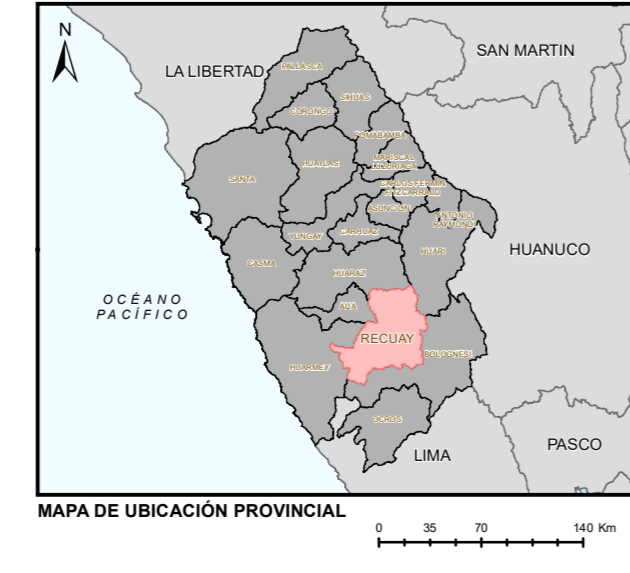 N
SAN MARTIN
LA LIBERTAD
PALLASCA
SIHUAS
CORONGO
POMABAMBA
MARISCAL
LUZURIAGA
HUAYLAS
SANTA
CARLOS FERMIN
FITZCARRALD
ASUNCION
ANTONIO
RAYMONDI
YUNGAY
CARHUAZ
HUARI
HUANUCO
CASMA
HUARAZ
OCÉANO
PACÍFICO
AIJA
RECUAY
BOLOGNESI
HUARMEY
OCROS
PASCO
LIMA
MAPA DE UBICACIÓN PROVINCIAL
0 35 70 140 Km